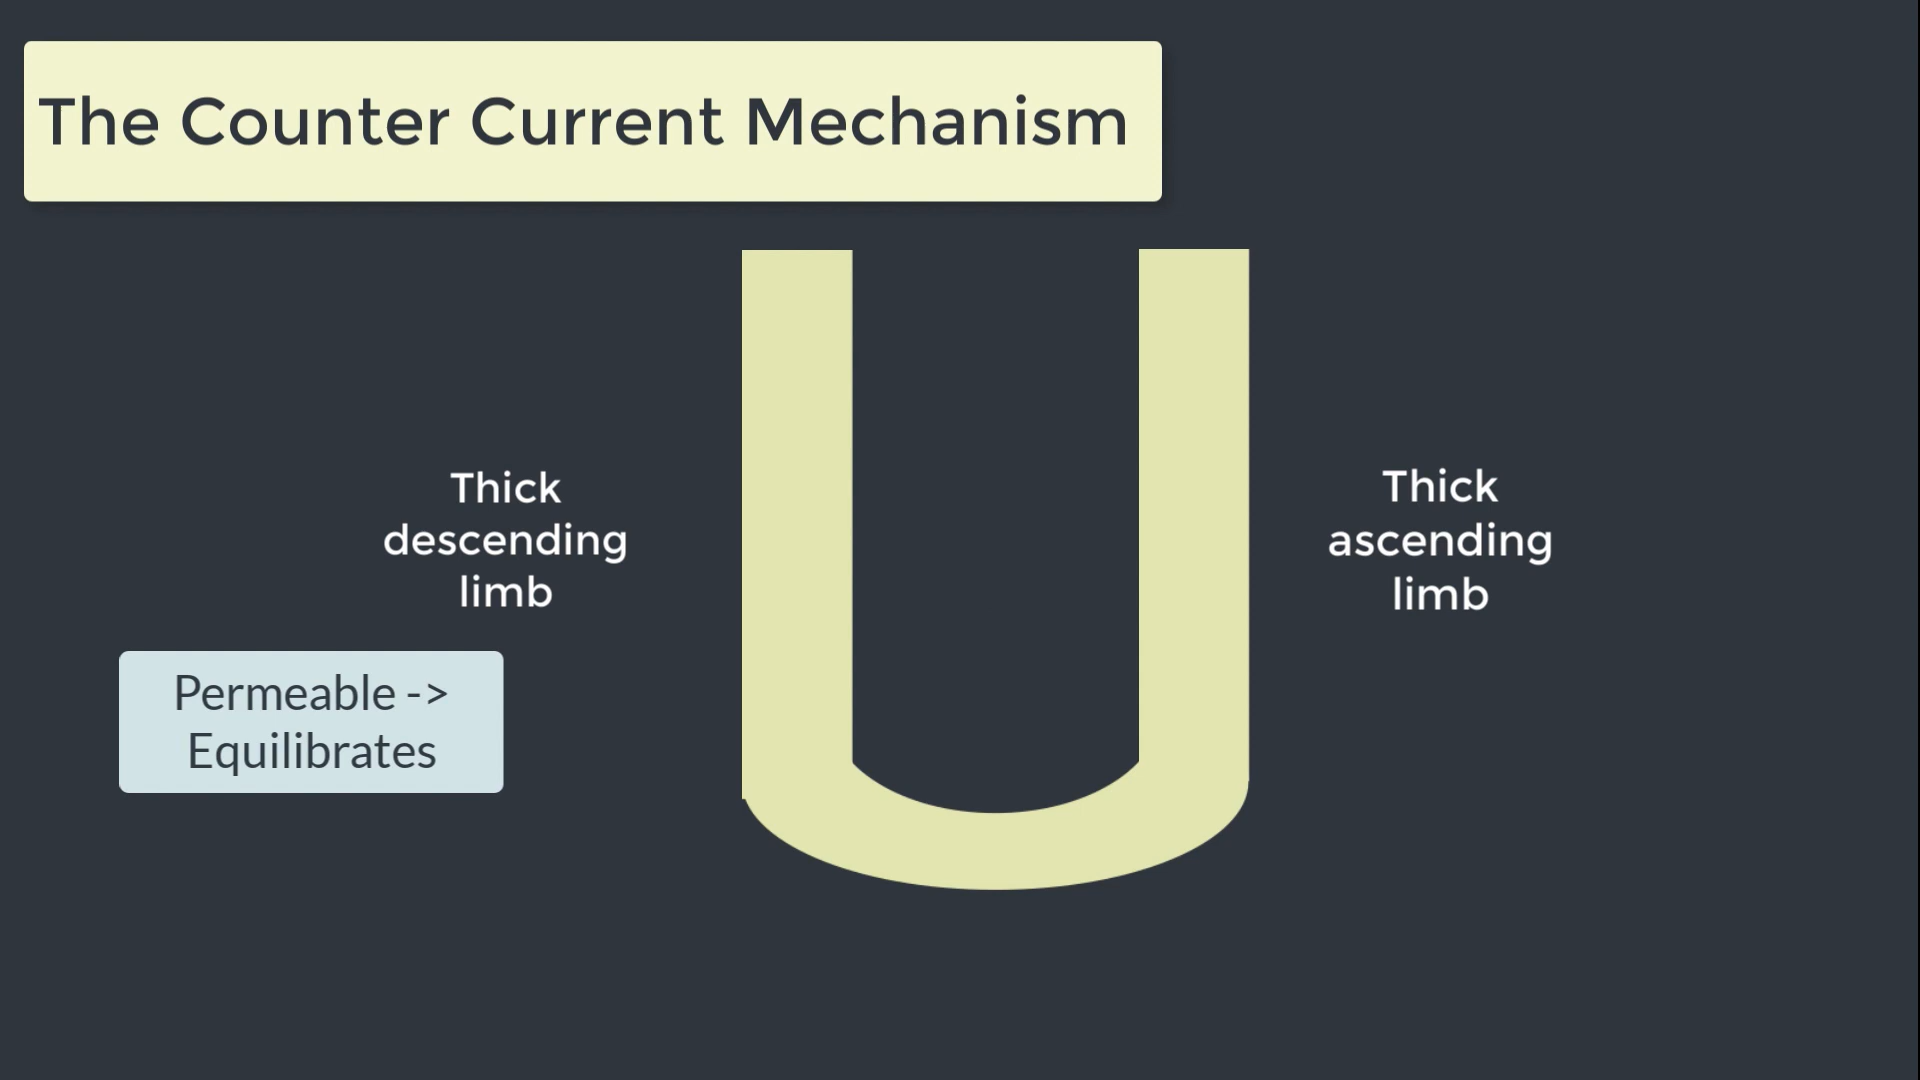 The Counter Current Mechanism
Thick
descending
limb
Thick
ascending
limb
Permeable ->
Equilibrates